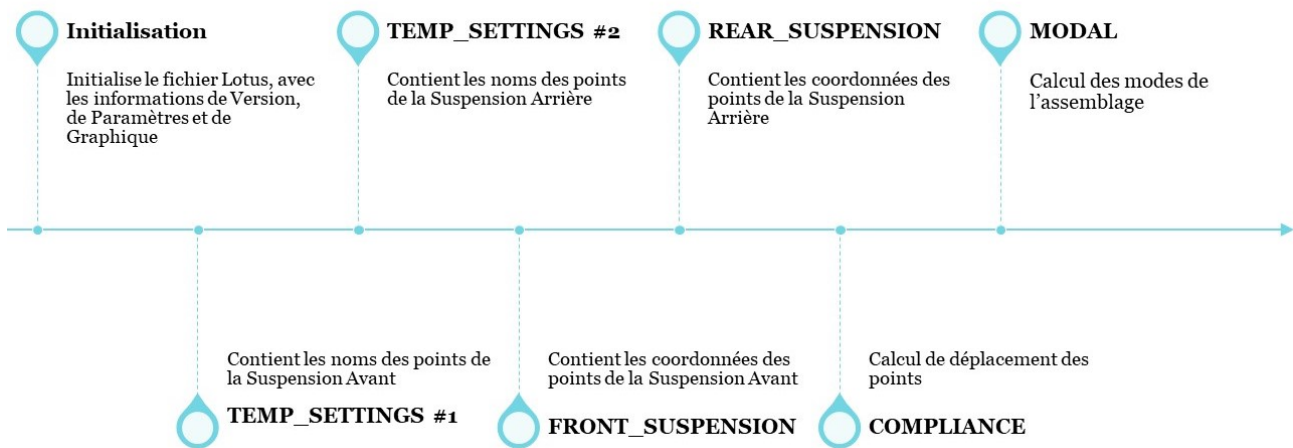 Initialisation
Initialise le fichier Lotus, avec
les informations de Version,
de Paramètres et de
Graphique
TEMP_SETTINGS #2
Contient les noms des points
de la Suspension Arrière
REAR_SUSPENSION
Contient les coordonnées des
points de la Suspension
Arrière
MODAL
Calcul des modes de
l'assemblage
Contient les noms des points de
la Suspension Avant
TEMP_SETTINGS #1
Contient les coordonnées des
points de la Suspension Avant
FRONT_SUSPENSION
Calcul de déplacement des
points
COMPLIANCE